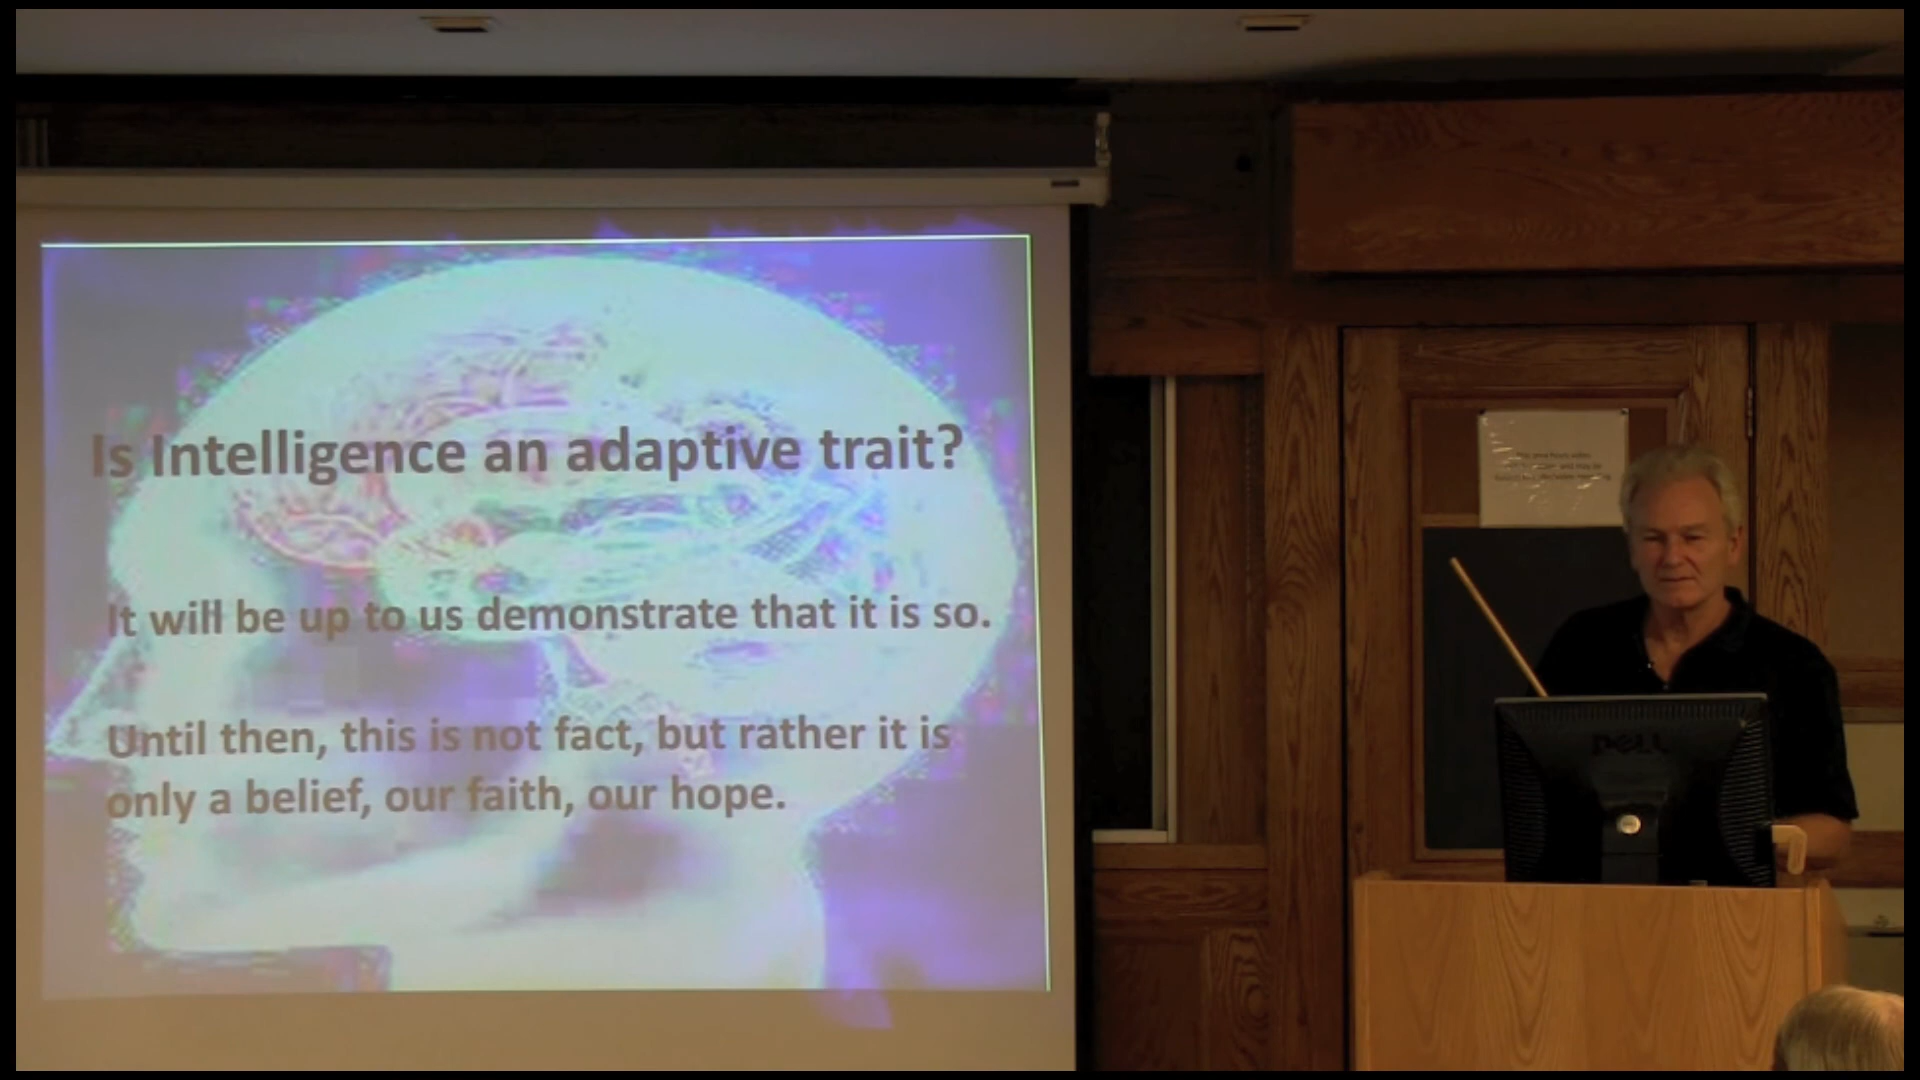 Is Intelligence an adaptive trait?
It will be up to us demonstrate that it is so.
Until then, this is not fact, but rather it is
only a belief, our faith, our hope.
DELL